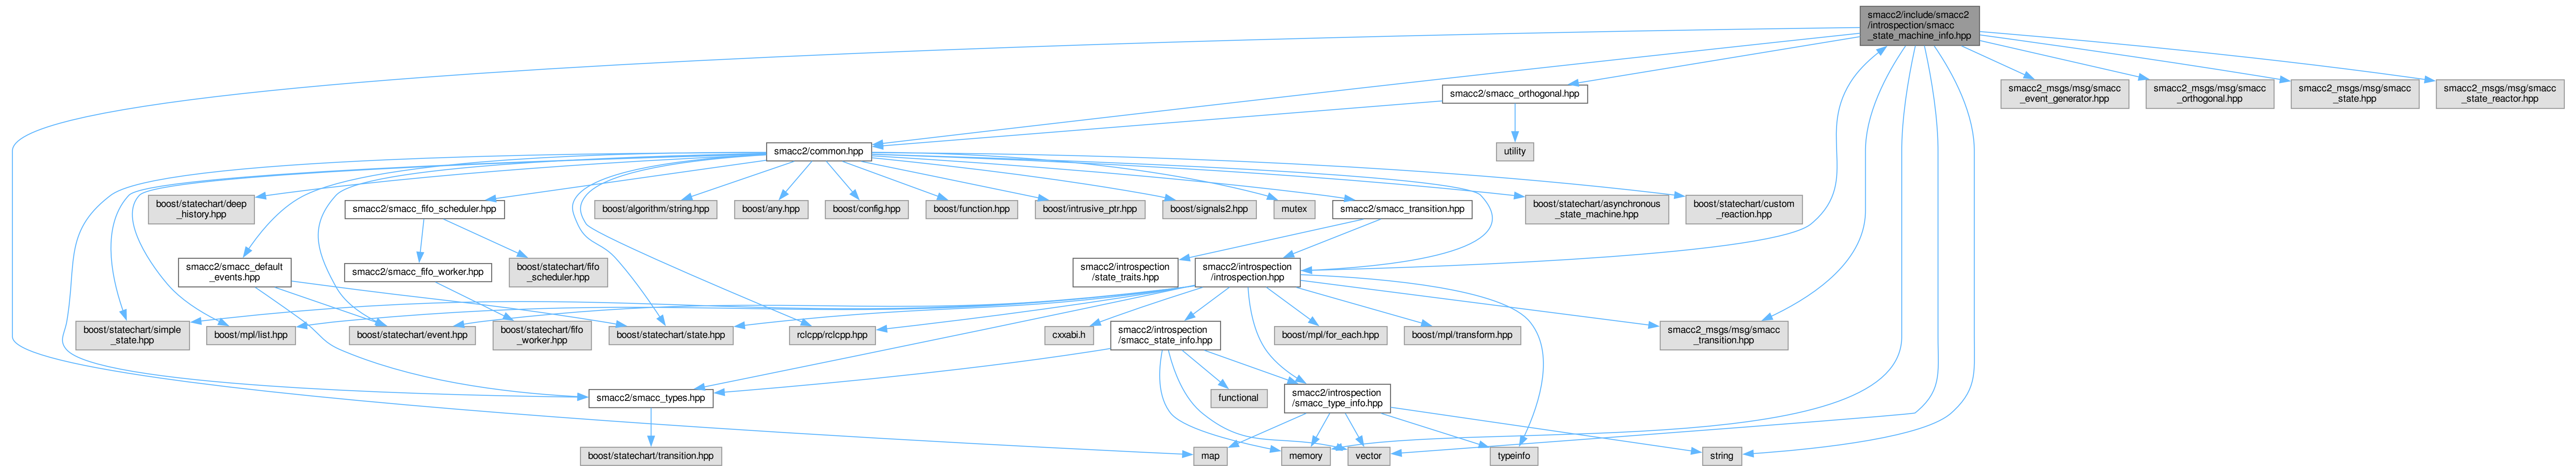 smacc2/include/smacc2
/introspection/smacc
_state_machine_info.hpp
smacc2_msgs/msg/smacc
_event_generator.hpp
smacc2_msgs/msg/smacc
_orthogonal.hpp
smacc2_msgs/msg/smacc
_state.hpp
smacc2_msgs/msg/smacc
_state_reactor.hpp
smacc2/smacc_orthogonal.hpp
smacc2/common.hpp
utility
boost/statechart/deep
_history.hpp
smacc2/smacc_fifo_scheduler.hpp
boost/algorithm/string.hpp
boost/any.hpp
boost/config.hpp
boost/function.hpp
boost/intrusive_ptr.hpp
boost/signals2.hpp
mutex
smacc2/smacc_transition.hpp
boost/statechart/asynchronous
_state_machine.hpp
boost/statechart/custom
_reaction.hpp
smacc2/smacc_default
_events.hpp
smacc2/smacc_fifo_worker.hpp
boost/statechart/fifo
_scheduler.hpp
smacc2/introspection
/state_traits.hpp
smacc2/introspection
/introspection.hpp
boost/statechart/simple
_state.hpp
boost/mpl/list.hpp
boost/statechart/event.hpp
boost/statechart/fifo
_worker.hpp
boost/statechart/state.hpp
rclcpp/rclcpp.hpp
cxxabi.h
smacc2/introspection
/smacc_state_info.hpp
boost/mpl/for_each.hpp
boost/mpl/transform.hpp
smacc2_msgs/msg/smacc
_transition.hpp
smacc2/smacc_types.hpp
functional
smacc2/introspection
/smacc_type_info.hpp
boost/statechart/transition.hpp
map
memory
vector
typeinfo
string